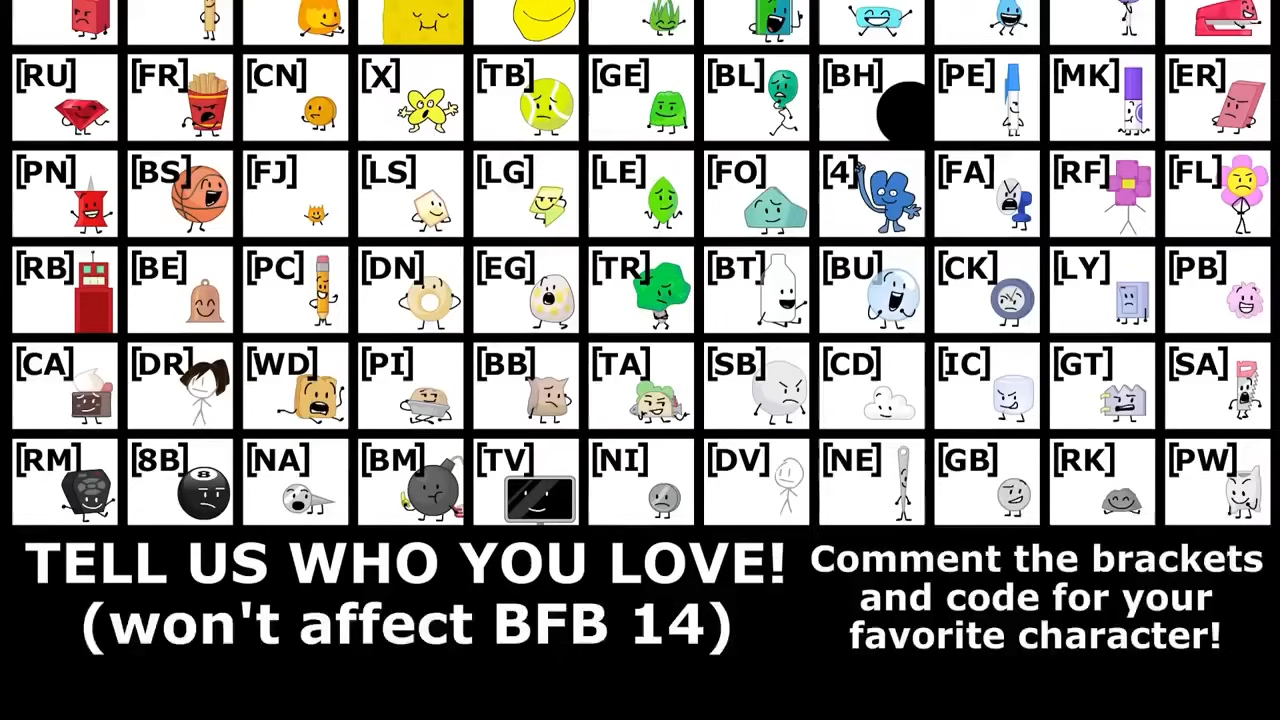 [RU] [FR] [CN] [X] [TB] [GE] [BL] [BH] [PE] [MK] [ER]
[PN] [BS] [FJ] [LS] [LG] [LE] [FO] [4] [FA] [RF] [FL]
[RB] [BE] [PC] [DN] [EG] [TR] [BT] [BU] [CK] [LY] [PB]
[CA] [DR] [WD] [PI] [BB] [TA] [SB] [CD] [IC] [GT] [SA]
[RM] [8B] [NA] [BM] [TV] [NI] [DV] [NE] [GB] [RK] [PW]
8
TELL US WHO YOU LOVE!
(won't affect BFB 14)
Comment the brackets
and code for your
favorite character!